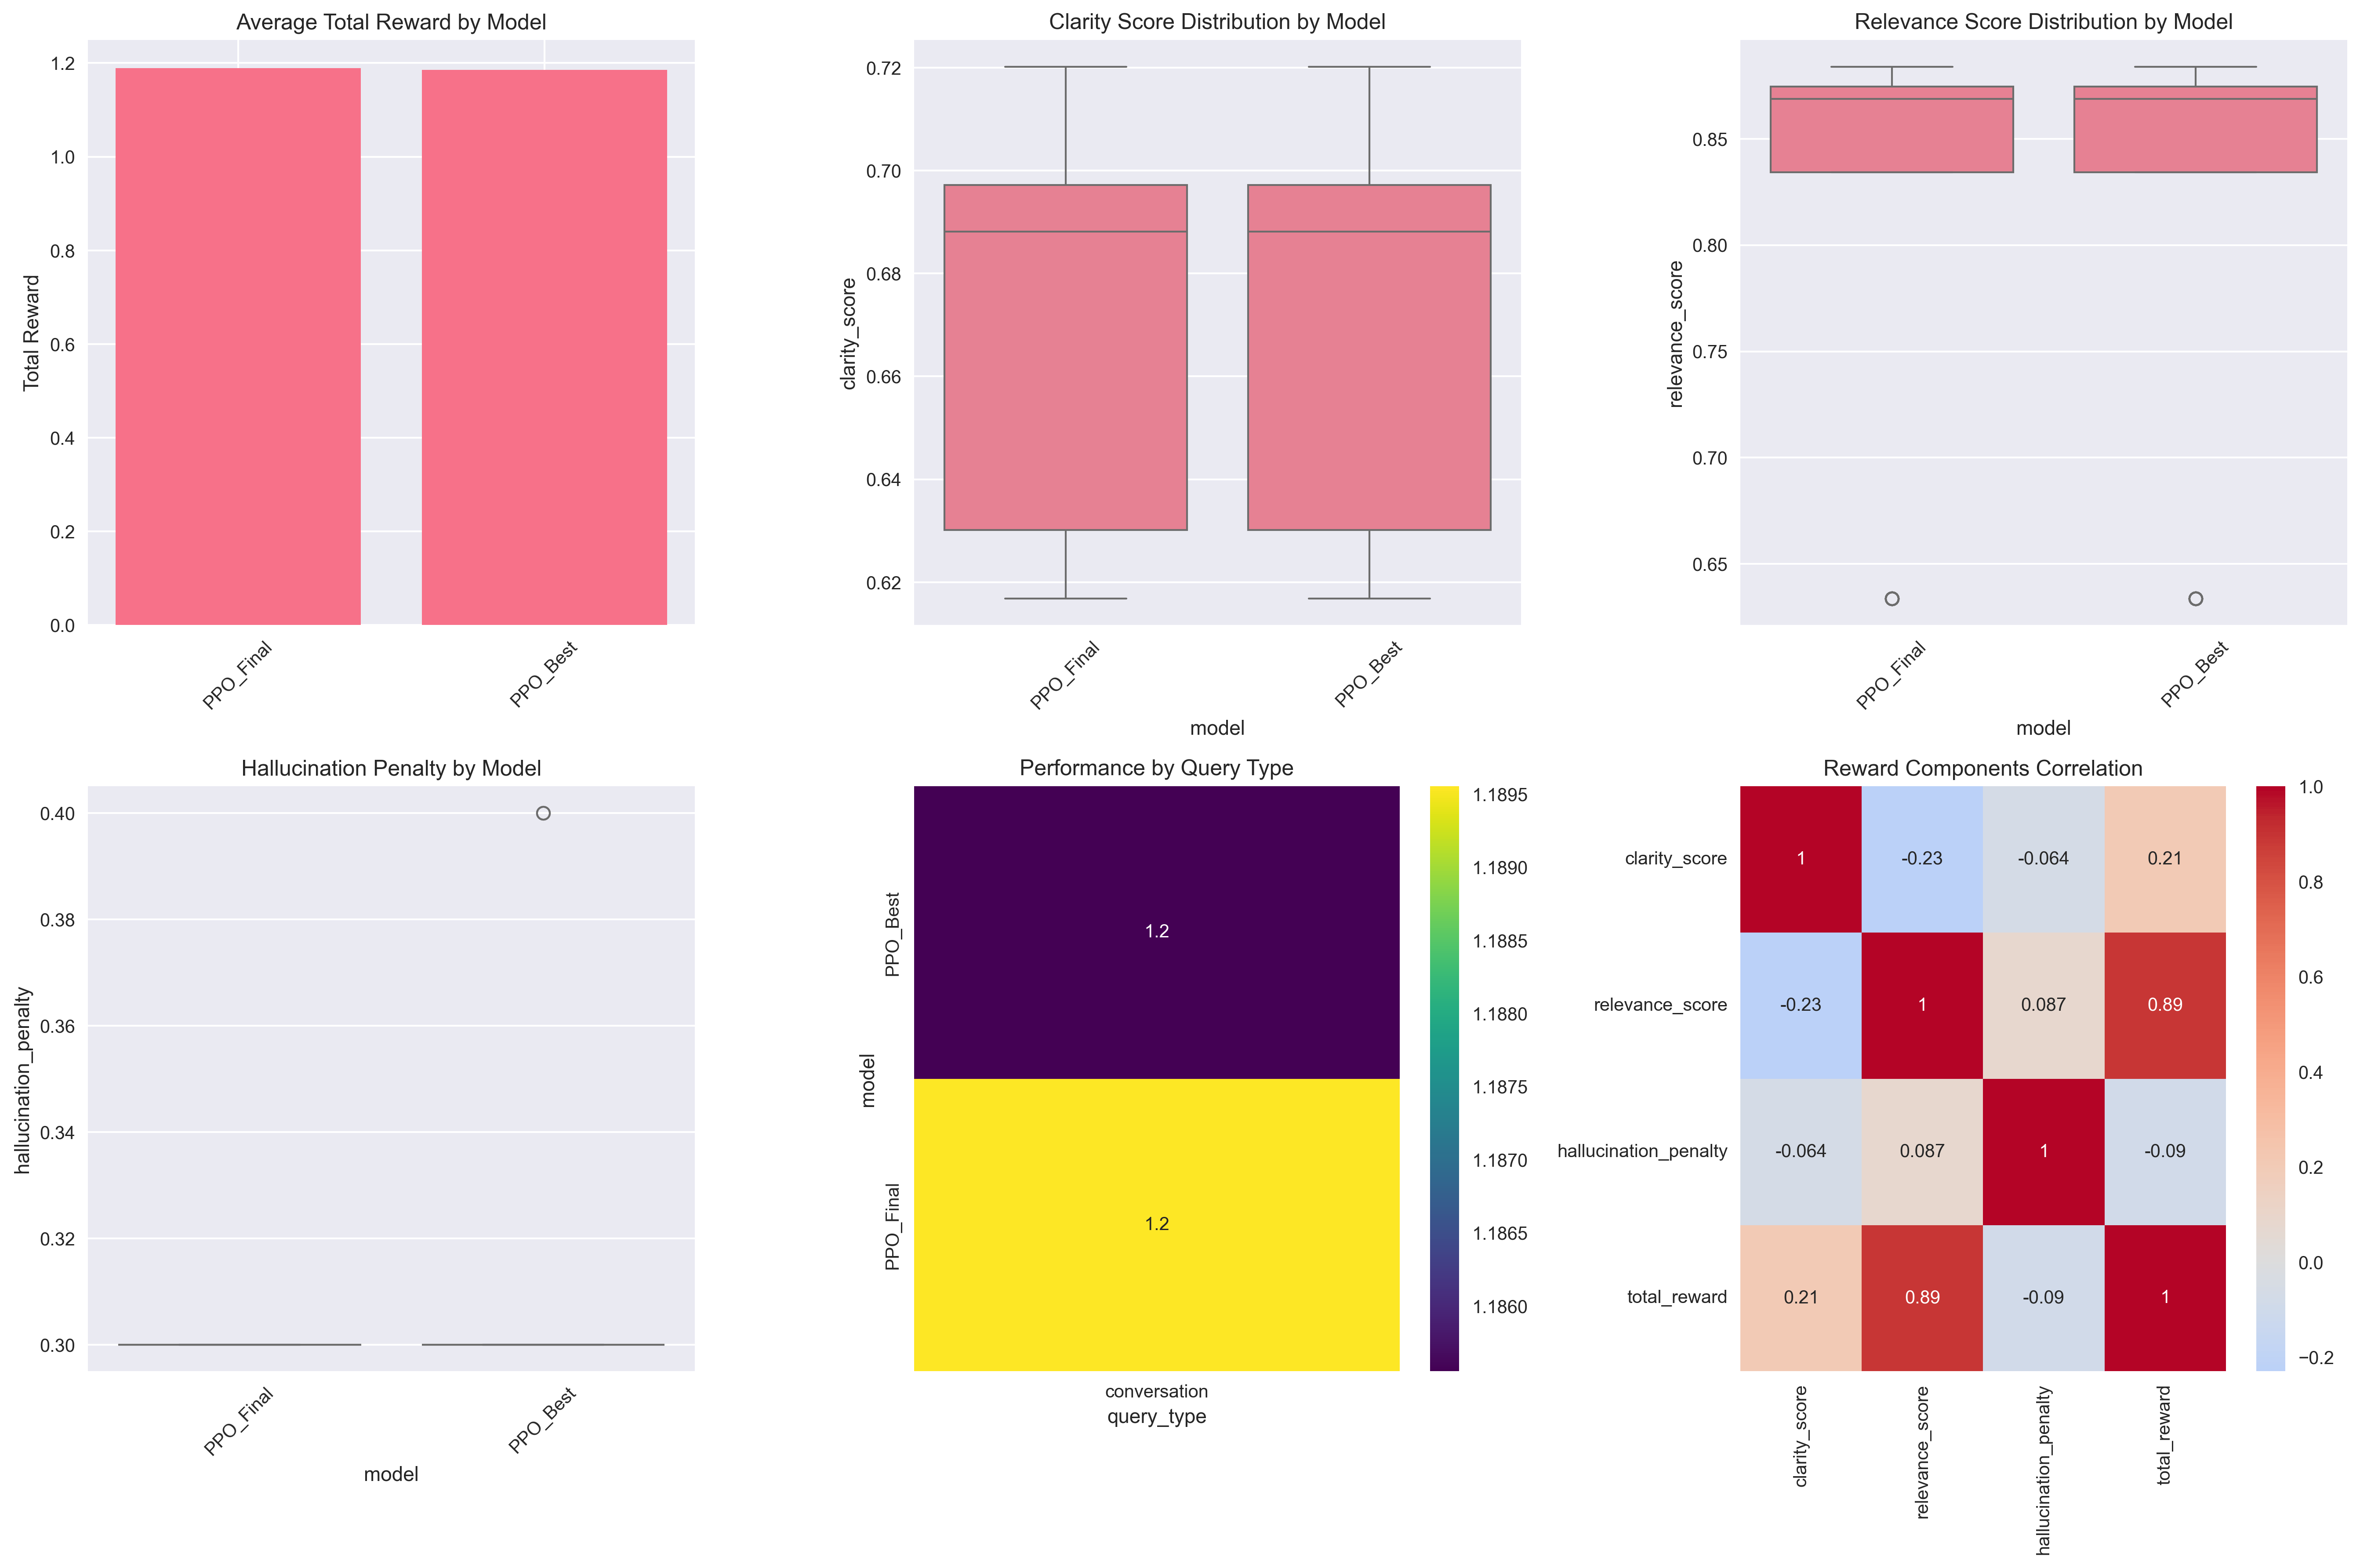 Average Total Reward by Model
1.2
1.0
0.8
0.6
0.4
0.2
0.0
Total Reward
PPO_Final
PPO_Best
Clarity Score Distribution by Model
0.72
0.70
0.68
0.66
0.64
0.62
clarity_score
PPO_Final
PPO_Best
model
Relevance Score Distribution by Model
0.85
0.80
0.75
0.70
0.65
relevance_score
PPO_Final
PPO_Best
model
Hallucination Penalty by Model
0.40
0.38
0.36
0.34
0.32
0.30
hallucination_penalty
PPO_Final
PPO_Best
model
Performance by Query Type
PPO_Best
PPO_Final
model
1.2
1.2
conversation
query_type
1.1895
1.1890
1.1885
1.1880
1.1875
1.1870
1.1865
1.1860
Reward Components Correlation
clarity_score 1 -0.23 -0.064 0.21
relevance_score -0.23 1 0.087 0.89
hallucination_penalty -0.064 0.087 1 -0.09
total_reward 0.21 0.89 -0.09 1
clarity_score
relevance_score
hallucination_penalty
total_reward
1.0
0.8
0.6
0.4
0.2
0.0
−0.2